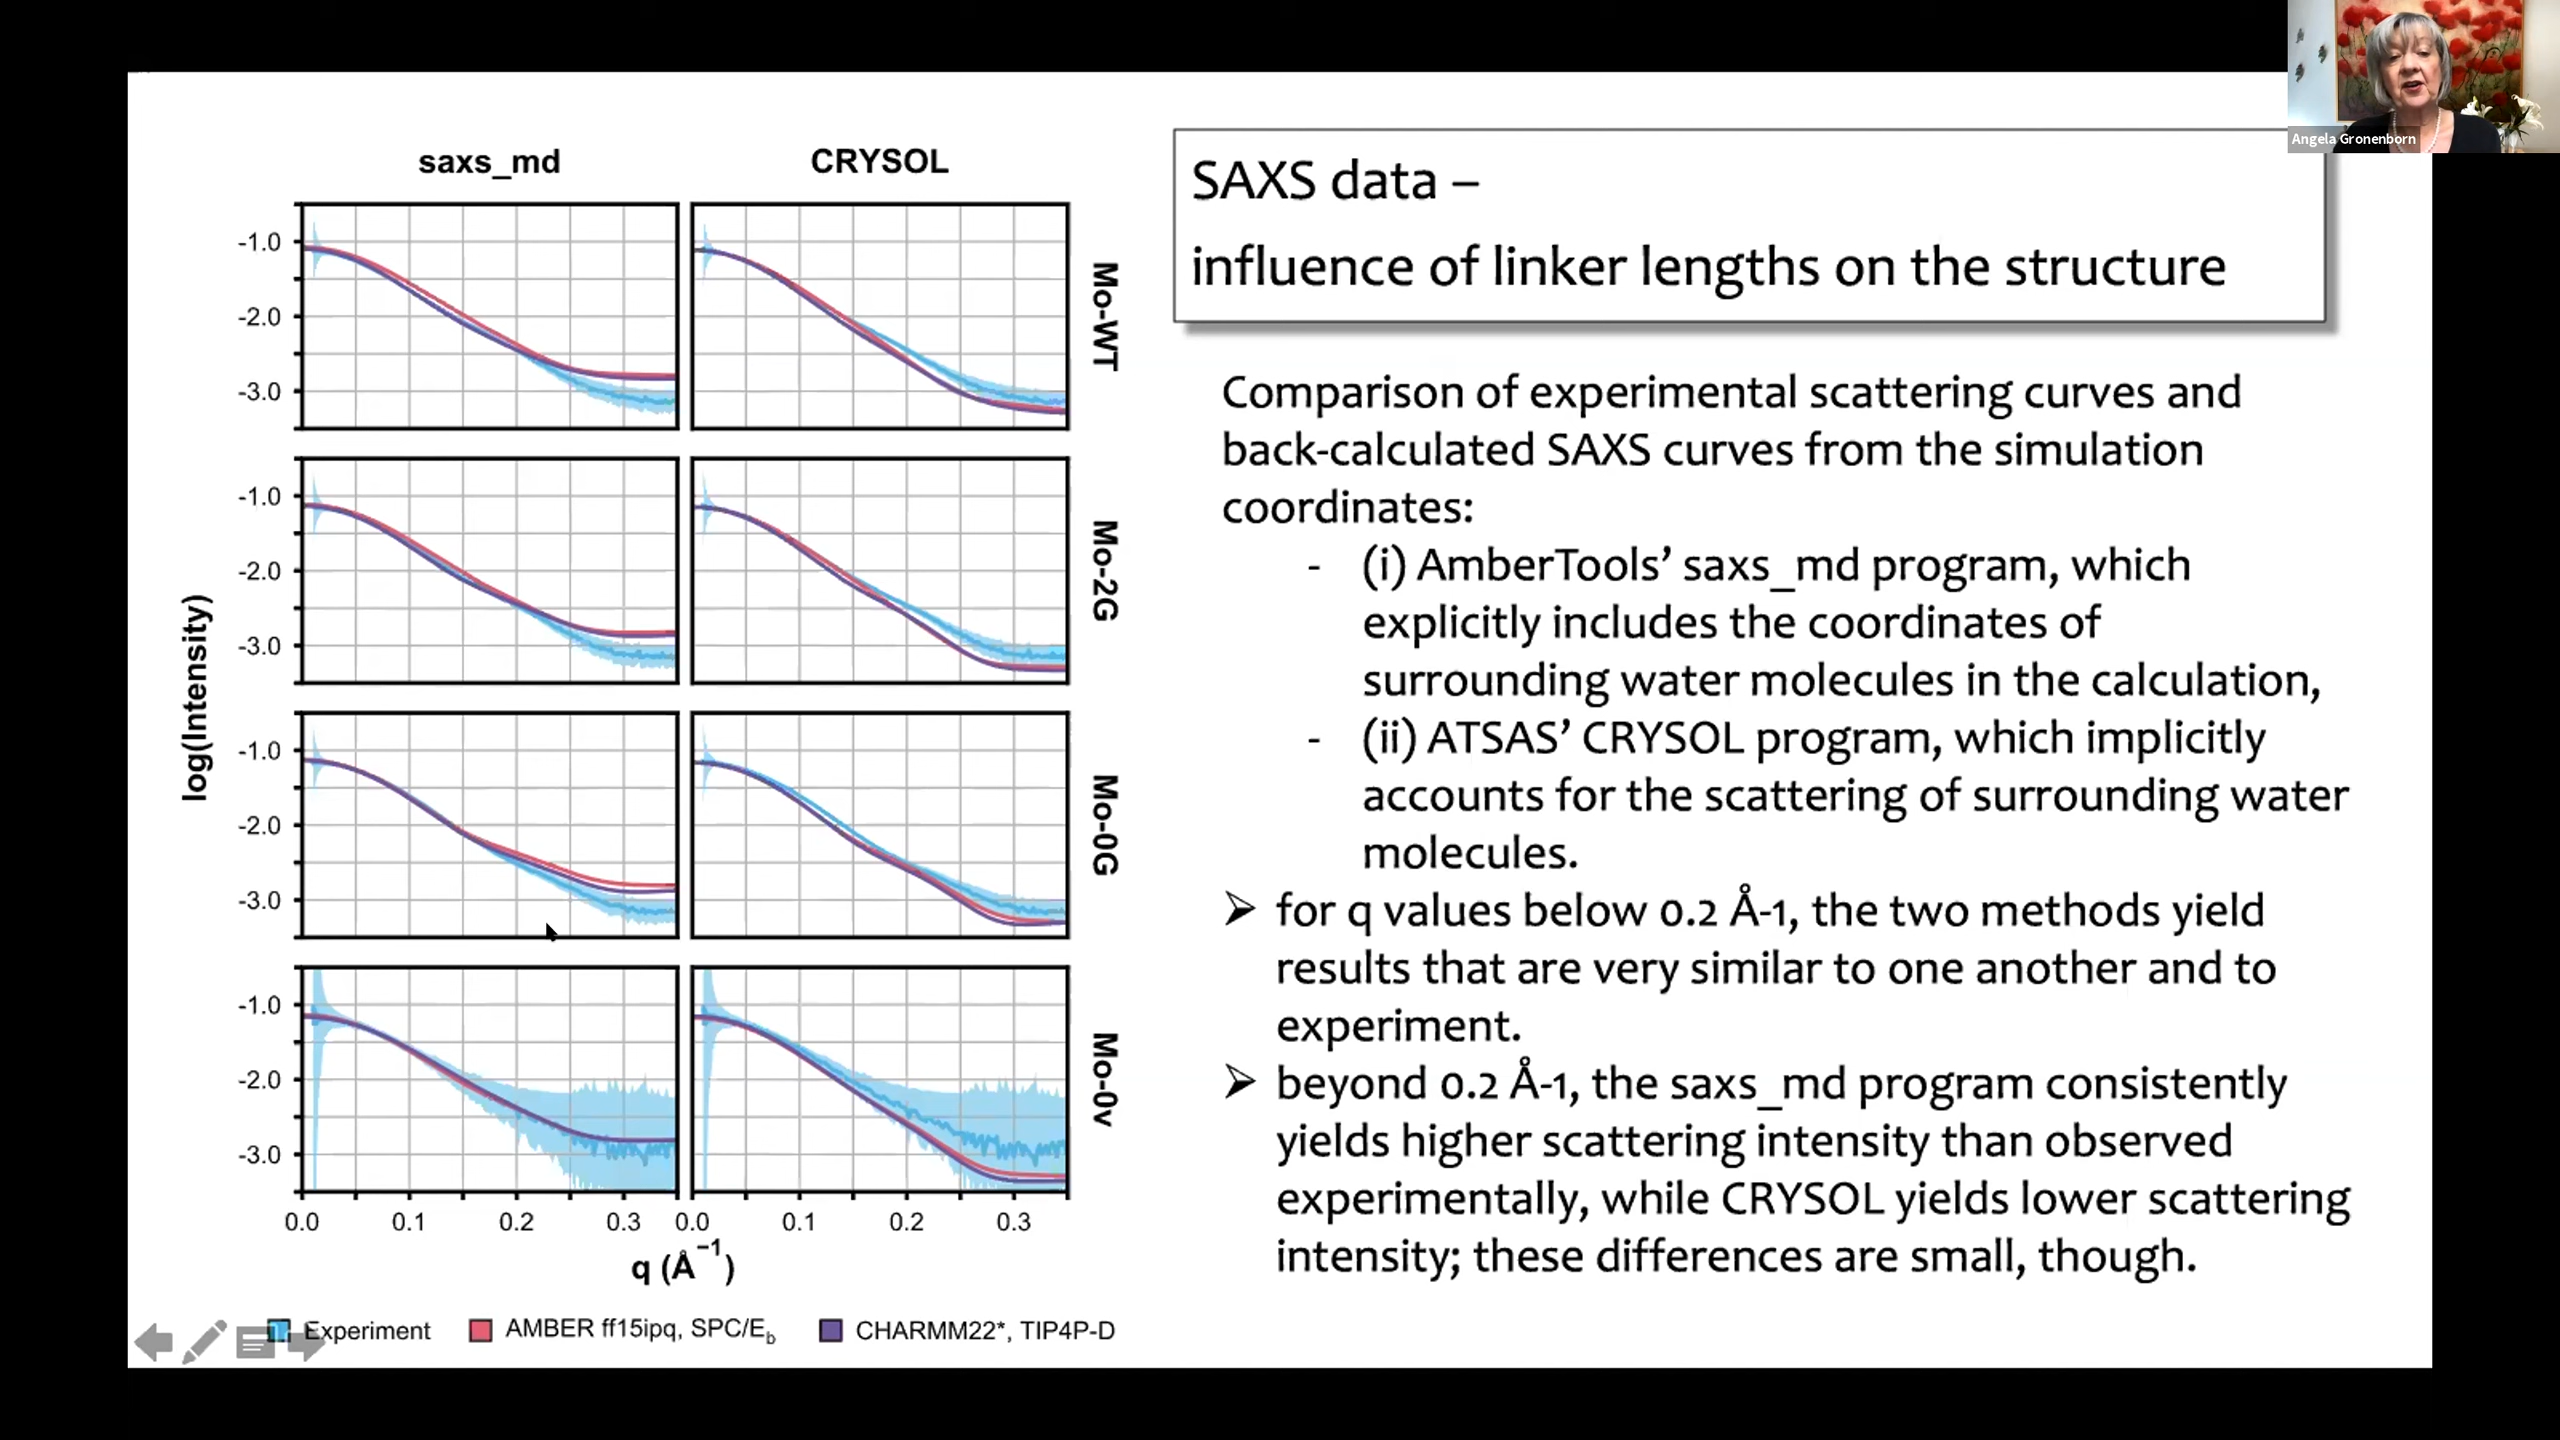 Angela Gronenborn
SAXS data –
influence of linker lengths on the structure
saxs_md
CRYSOL
-1.0
-2.0
-3.0
Mo-WT
-1.0
-2.0
-3.0
Mo-2G
-1.0
-2.0
-3.0
Mo-0G
-1.0
-2.0
-3.0
Mo-0v
log(Intensity)
0.0 0.1 0.2 0.3 0.0 0.1 0.2 0.3
q (Å⁻¹)
Experiment AMBER ff15ipq, SPC/E_b CHARMM22*, TIP4P-D
Comparison of experimental scattering curves and
back-calculated SAXS curves from the simulation
coordinates:
- (i) AmberTools’ saxs_md program, which
explicitly includes the coordinates of
surrounding water molecules in the calculation,
- (ii) ATSAS’ CRYSOL program, which implicitly
accounts for the scattering of surrounding water
molecules.
➢ for q values below 0.2 Å-1, the two methods yield
results that are very similar to one another and to
experiment.
➢ beyond 0.2 Å-1, the saxs_md program consistently
yields higher scattering intensity than observed
experimentally, while CRYSOL yields lower scattering
intensity; these differences are small, though.